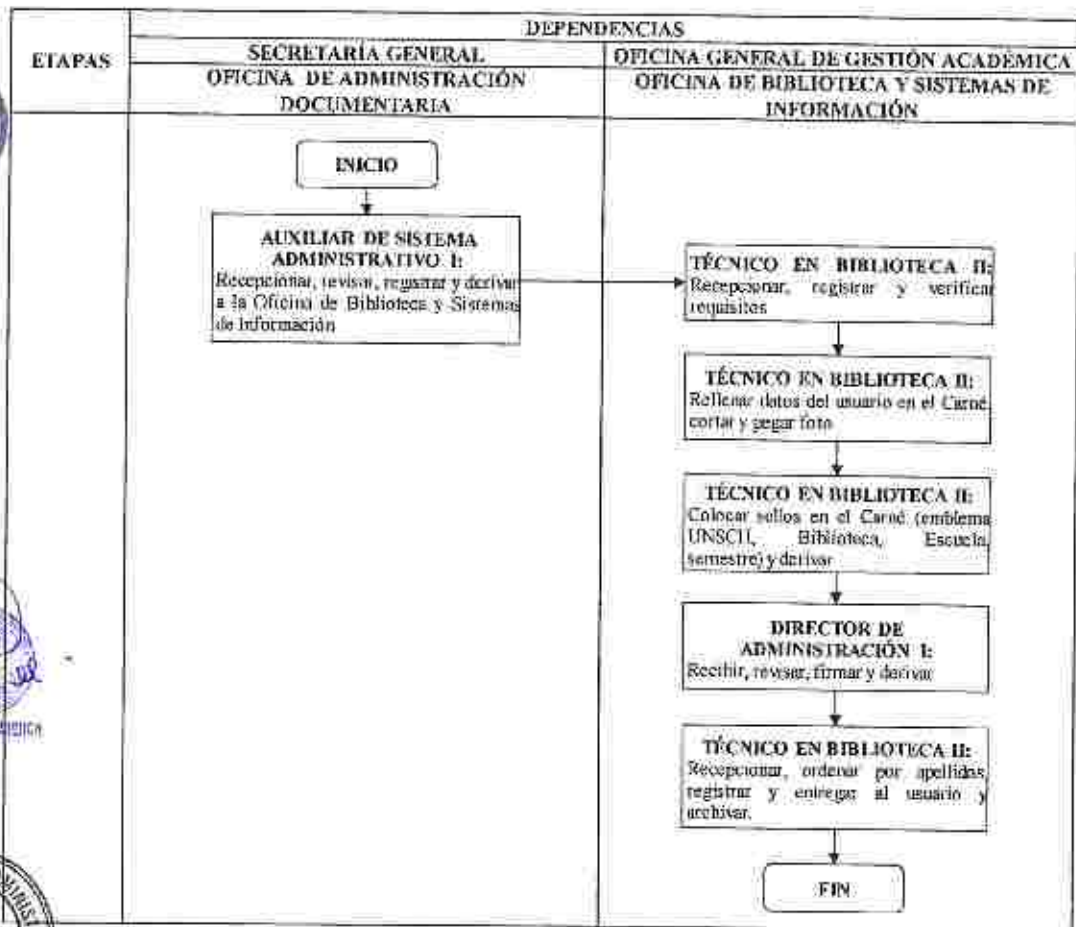 ETAPAS
DEPENDENCIAS
SECRETARÍA GENERAL
OFICINA GENERAL DE GESTIÓN ACADÉMICA
OFICINA DE ADMINISTRACIÓN
DOCUMENTARIA
OFICINA DE BIBLIOTECA Y SISTEMAS DE
INFORMACIÓN
INICIO
AUXILIAR DE SISTEMA
ADMINISTRATIVO I:
Recepcionar, revisar, registrar y derivar
a la Oficina de Biblioteca y Sistemas
de Información
TÉCNICO EN BIBLIOTECA II:
Recepcionar, registrar y verificar
requisitos
TÉCNICO EN BIBLIOTECA II:
Rellenar datos del usuario en el Carné,
cortar y pegar foto
TÉCNICO EN BIBLIOTECA II:
Colocar sellos en el Carné (emblema
UNSCH, Biblioteca, Escuela,
semestre) y derivar
DIRECTOR DE
ADMINISTRACIÓN I:
Recibir, revisar, firmar y derivar
TÉCNICO EN BIBLIOTECA II:
Recepcionar, ordenar por apellidos,
registrar y entregar al usuario y
archivar.
FIN